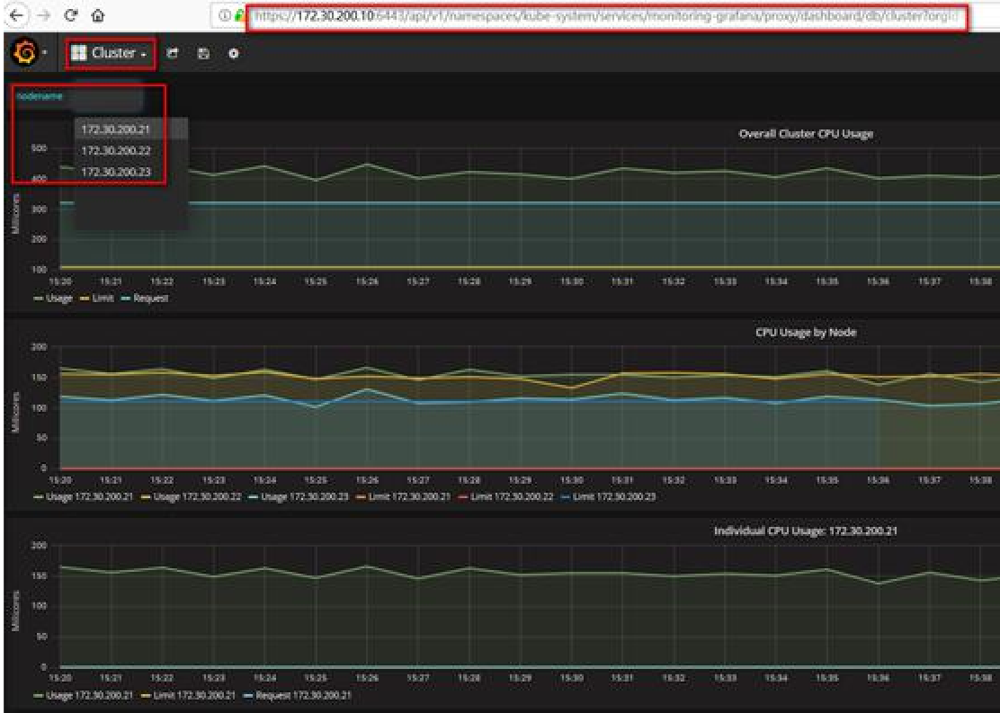 https://172.30.200.10:6443/api/v1/namespaces/kube-system/services/monitoring-grafana/proxy/dashboard/db/cluster?orgId
Cluster
nodename
172.30.200.21
172.30.200.22
172.30.200.23
Overall Cluster CPU Usage
Millicores
500
400
300
200
100
15:20 15:21 15:22 15:23 15:24 15:25 15:26 15:27 15:28 15:29 15:30 15:31 15:32 15:33 15:34 15:35 15:36 15:37 15:38
Usage Limit Request
CPU Usage by Node
Millicores
200
150
100
50
0
15:20 15:21 15:22 15:23 15:24 15:25 15:26 15:27 15:28 15:29 15:30 15:31 15:32 15:33 15:34 15:35 15:36 15:37 15:38
Usage 172.30.200.21 Usage 172.30.200.22 Usage 172.30.200.23 Limit 172.30.200.21 Limit 172.30.200.22 Limit 172.30.200.23
Individual CPU Usage: 172.30.200.21
Millicores
200
150
100
50
0
15:20 15:21 15:22 15:23 15:24 15:25 15:26 15:27 15:28 15:29 15:30 15:31 15:32 15:33 15:34 15:35 15:36 15:37 15:38
Usage 172.30.200.21 Limit 172.30.200.21 Request 172.30.200.21